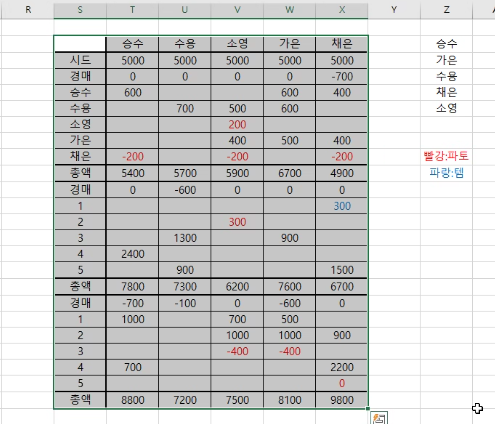 R S T U V W X Y Z
승수 수용 소영 가은 채은 승수
시드 5000 5000 5000 5000 5000 가은
경매 0 0 0 0 -700 수용
승수 600 600 400 채은
수용 700 500 600 소영
소영 200
가은 400 500 400
채은 -200 -200 -200 빨강:파토
총액 5400 5700 5900 6700 4900 파랑:뎀
경매 0 -600 0 0 0
1 300
2 300
3 1300 900
4 2400
5 900 1500
총액 7800 7300 6200 7600 6700
경매 -700 -100 0 -600 0
1 1000 700 500
2 1000 1000 900
3 -400 -400
4 700 2200
5 0
총액 8800 7200 7500 8100 9800